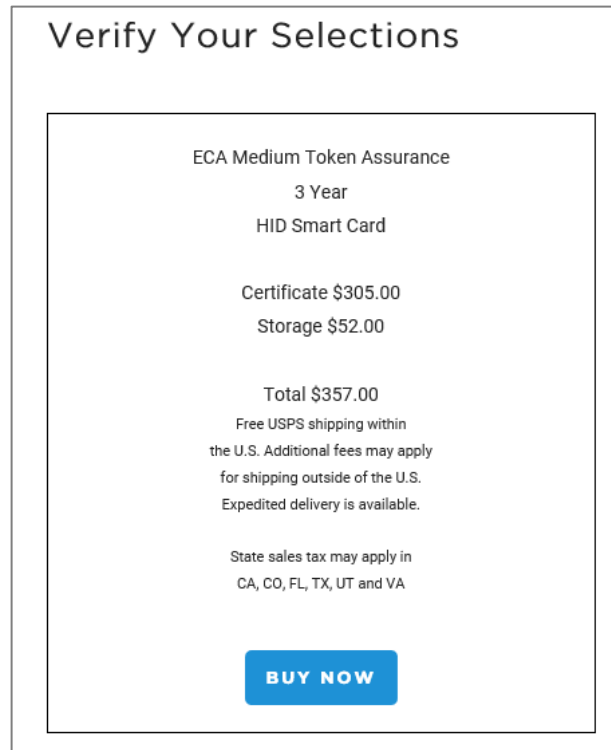 Verify Your Selections
ECA Medium Token Assurance
3 Year
HID Smart Card
Certificate $305.00
Storage $52.00
Total $357.00
Free USPS shipping within
the U.S. Additional fees may apply
for shipping outside of the U.S.
Expedited delivery is available.
State sales tax may apply in
CA, CO, FL, TX, UT and VA
BUY NOW